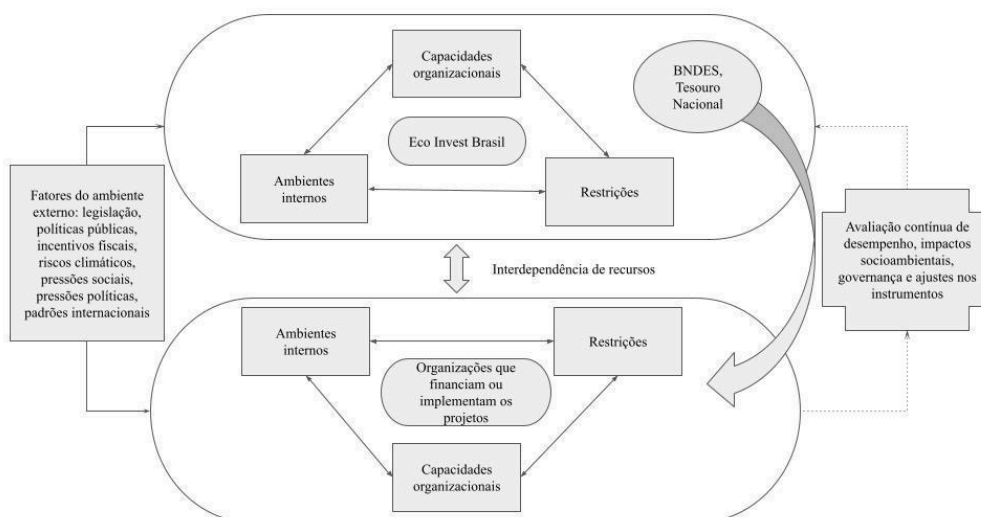 Capacidades
organizacionais
BNDES,
Tesouro
Nacional
Eco Invest Brasil
Ambientes
internos
Restrições
Fatores do ambiente
externo: legislação,
políticas públicas,
incentivos fiscais,
riscos climáticos,
pressões sociais,
pressões políticas,
padrões internacionais
Avaliação contínua de
desempenho, impactos
socioambientais,
governança e ajustes nos
instrumentos
Interdependência de recursos
Ambientes
internos
Restrições
Organizações que
financiam ou
implementam os
projetos
Capacidades
organizacionais